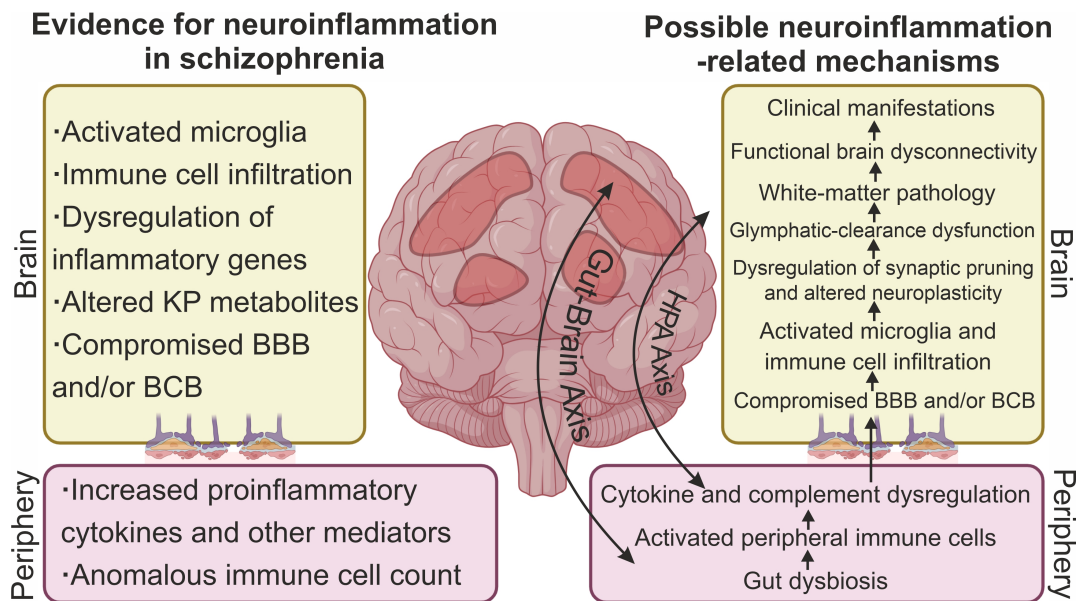 Evidence for neuroinflammation
in schizophrenia
Brain
·Activated microglia
·Immune cell infiltration
·Dysregulation of
inflammatory genes
·Altered KP metabolites
·Compromised BBB
and/or BCB
Periphery
·Increased proinflammatory
cytokines and other mediators
·Anomalous immune cell count
Gut-Brain Axis
HPA Axis
Possible neuroinflammation
-related mechanisms
Clinical manifestations
Functional brain dysconnectivity
White-matter pathology
Glymphatic-clearance dysfunction
Dysregulation of synaptic pruning
and altered neuroplasticity
Activated microglia and
immune cell infiltration
Compromised BBB and/or BCB
Brain
Cytokine and complement dysregulation
Activated peripheral immune cells
Gut dysbiosis
Periphery